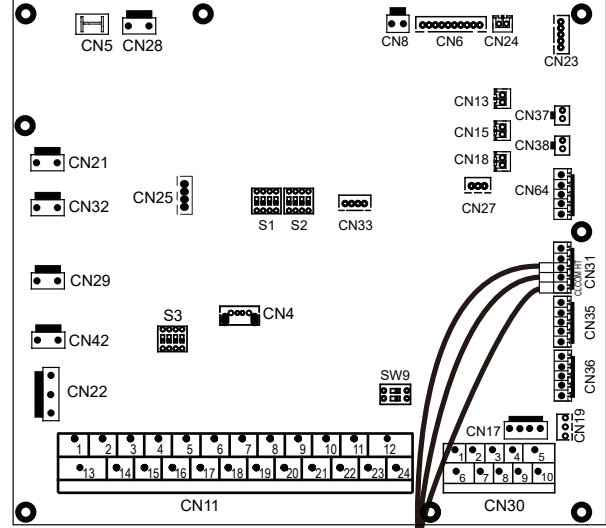 CN5
CN28
CN8
CN6
CN24
CN23
CN13
CN37
CN15
CN38
CN18
CN21
CN32
CN25
S1
S2
CN33
CN27
CN64
CN29
CN31
CL COM HT
S3
CN4
CN35
CN42
CN36
CN22
SW9
CN17
CN19
1 2 3 4 5 6 7 8 9 10 11 12
13 14 15 16 17 18 19 20 21 22 23 24
CN11
1 2 3 4 5
6 7 8 9 10
CN30